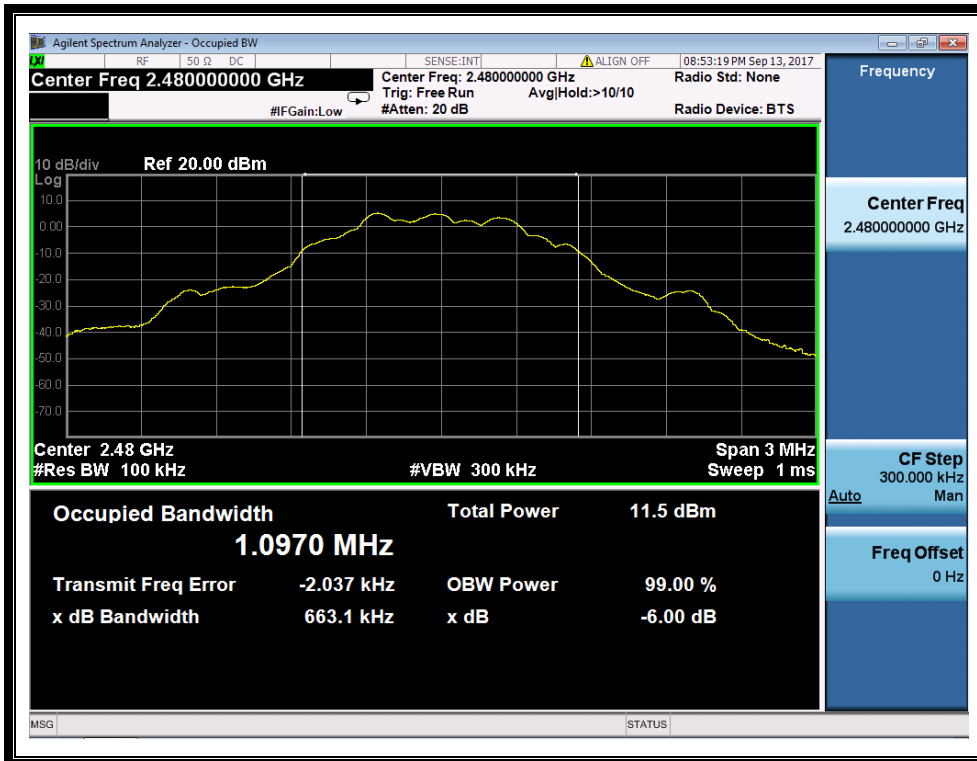 Agilent Spectrum Analyzer - Occupied BW
LXI RF 50 Ω DC SENSE:INT ALIGN OFF 08:53:19 PM Sep 13, 2017
Center Freq 2.480000000 GHz
#IFGain:Low
Center Freq: 2.480000000 GHz
Trig: Free Run Avg|Hold:>10/10
#Atten: 20 dB
Radio Std: None
Radio Device: BTS
10 dB/div Ref 20.00 dBm
Log
10.0
0.00
-10.0
-20.0
-30.0
-40.0
-50.0
-60.0
-70.0
Center 2.48 GHz Span 3 MHz
#Res BW 100 kHz #VBW 300 kHz Sweep 1 ms
Occupied Bandwidth Total Power 11.5 dBm
1.0970 MHz
Transmit Freq Error -2.037 kHz OBW Power 99.00 %
x dB Bandwidth 663.1 kHz x dB -6.00 dB
MSG STATUS
Frequency
Center Freq
2.480000000 GHz
CF Step
300.000 kHz
Auto Man
Freq Offset
0 Hz